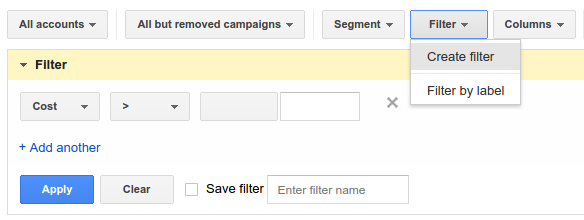 All accounts All but removed campaigns Segment Filter Columns
Create filter
Filter by label
Filter
Cost >
+ Add another
Apply Clear Save filter Enter filter name